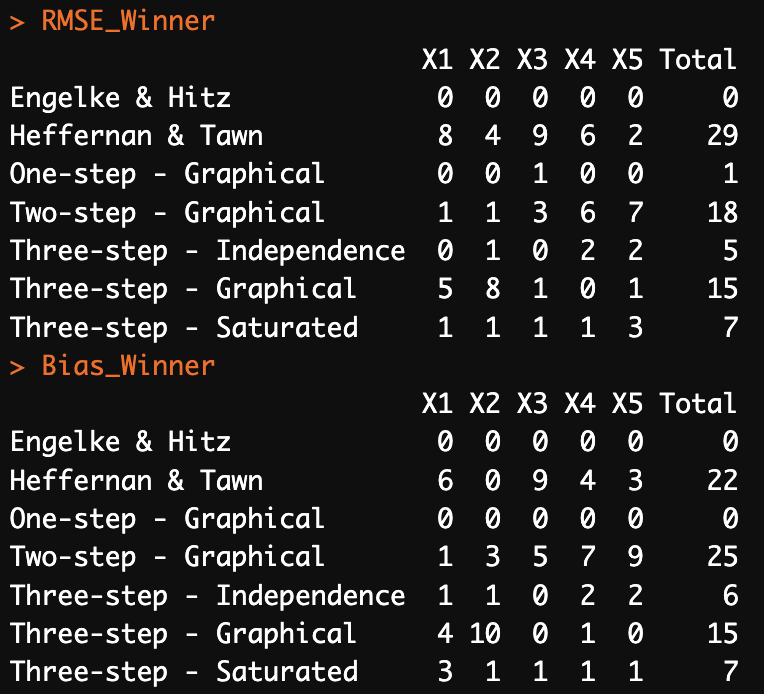 > RMSE_Winner
                          X1 X2 X3 X4 X5 Total
Engelke & Hitz             0  0  0  0  0     0
Heffernan & Tawn           8  4  9  6  2    29
One-step - Graphical       0  0  1  0  0     1
Two-step - Graphical       1  1  3  6  7    18
Three-step - Independence  0  1  0  2  2     5
Three-step - Graphical     5  8  1  0  1    15
Three-step - Saturated     1  1  1  1  3     7
> Bias_Winner
                          X1 X2 X3 X4 X5 Total
Engelke & Hitz             0  0  0  0  0     0
Heffernan & Tawn           6  0  9  4  3    22
One-step - Graphical       0  0  0  0  0     0
Two-step - Graphical       1  3  5  7  9    25
Three-step - Independence  1  1  0  2  2     6
Three-step - Graphical     4 10  0  1  0    15
Three-step - Saturated     3  1  1  1  1     7